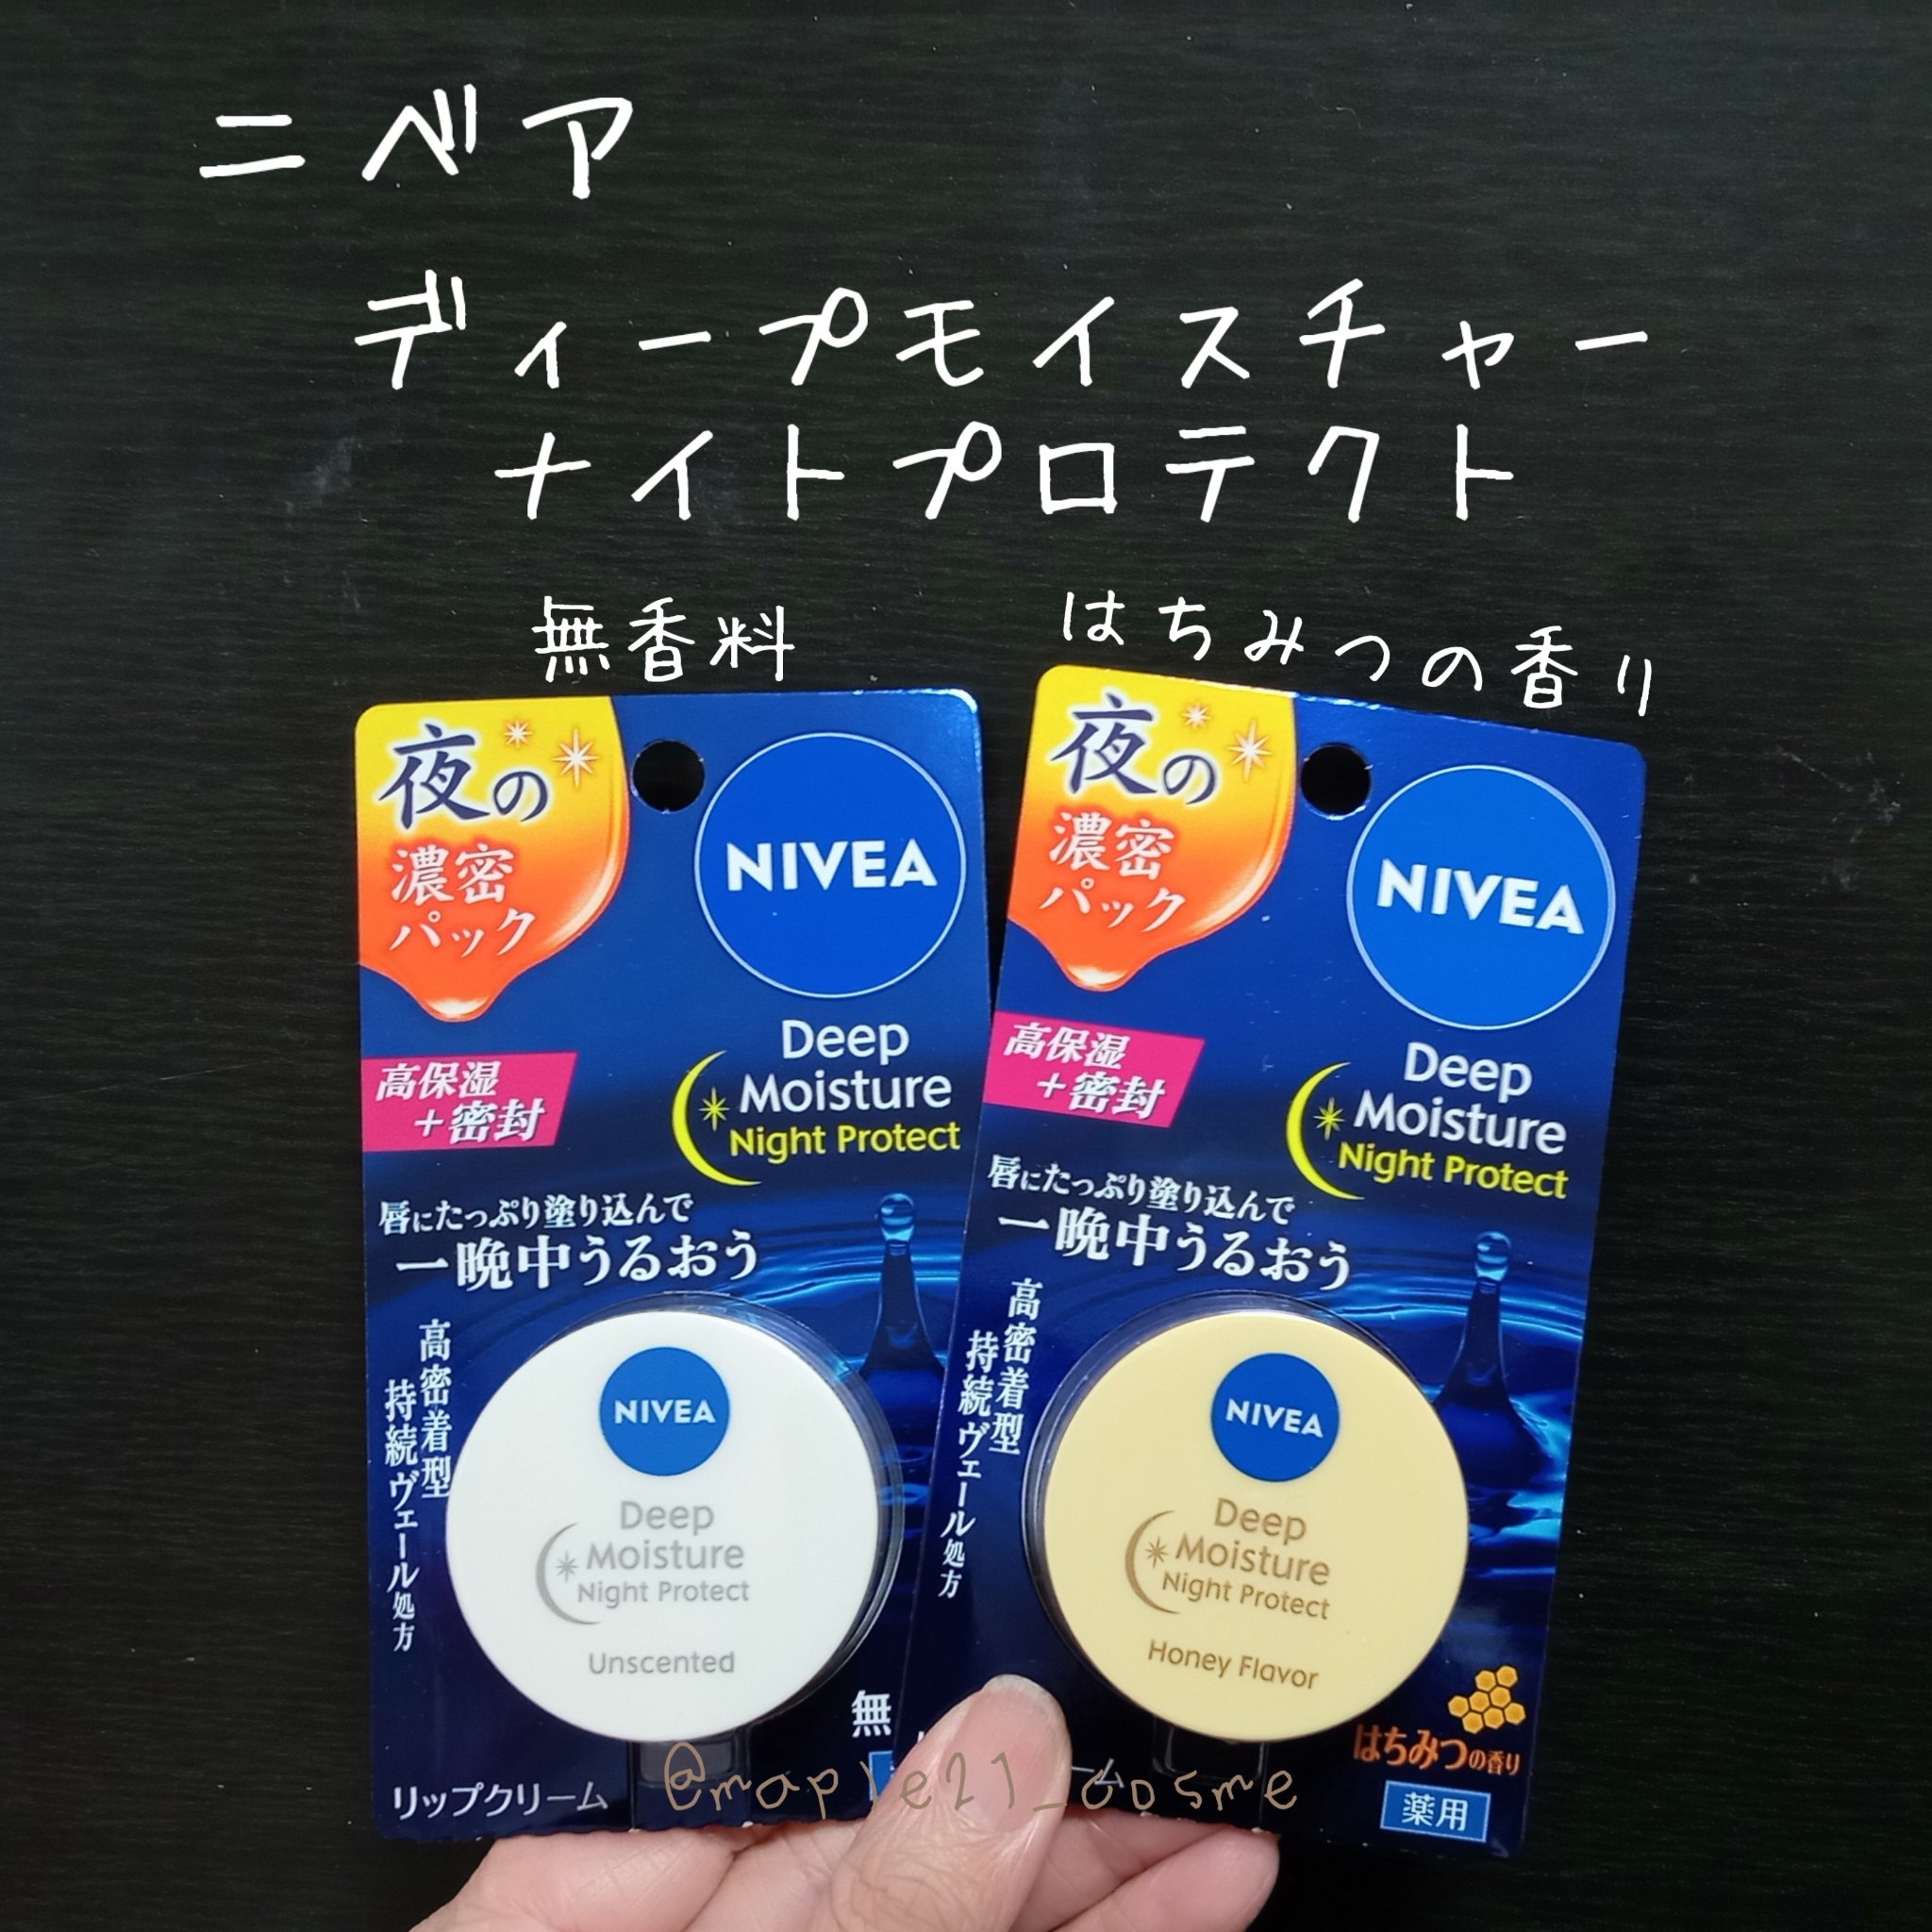 ニベア
ディープモイスチャー
ナイトプロテクト
無香料
はちみつの香り
夜の
濃密
パック
NIVEA
高保湿
+密封
Deep
Moisture
Night Protect
唇にたっぷり塗り込んで
一晩中うるおう
高密着型
持続ヴェール処方
NIVEA
Deep
Moisture
Night Protect
Unscented
無
リップクリーム
夜の
濃密
パック
NIVEA
高保湿
+密封
Deep
Moisture
Night Protect
唇にたっぷり塗り込んで
一晩中うるおう
高密着型
持続ヴェール処方
NIVEA
Deep
Moisture
Night Protect
Honey Flavor
はちみつの香り
ーム
薬用
@maple21_cosme